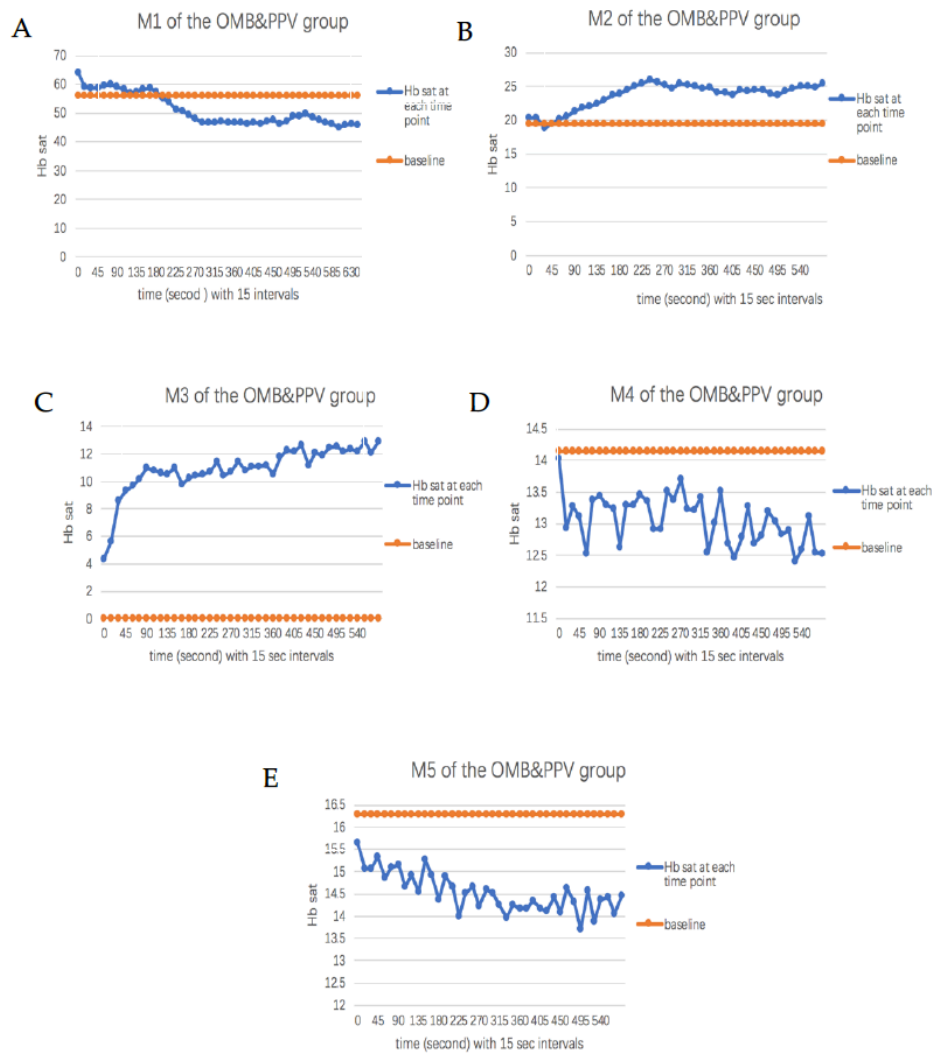 A
M1 of the OMB&PPV group
70
60
50
40
30
20
10
0
Hb sat
0 45 90 135 180 225 270 315 360 405 450 495 540 585 630
time (secod ) with 15 intervals
Hb sat at
each time
point
baseline
B
M2 of the OMB&PPV group
30
25
20
15
10
5
0
Hb sat
0 45 90 135 180 225 270 315 360 405 450 495 540
time (second) with 15 sec intervals
Hb sat at
each time
point
baseline
C
M3 of the OMB&PPV group
14
12
10
8
6
4
2
0
Hb sat
0 45 90 135 180 225 270 315 360 405 450 495 540
time (second) with 15 sec intervals
Hb sat at each
time point
baseline
D
M4 of the OMB&PPV group
14.5
14
13.5
13
12.5
12
11.5
Hb sat
0 45 90 135 180 225 270 315 360 405 450 495 540
time (second) with 15 sec intervals
Hb sat at each
time point
baseline
E
M5 of the OMB&PPV group
16.5
16
15.5
15
14.5
14
13.5
13
12.5
12
Hb sat
0 45 90 135 180 225 270 315 360 405 450 495 540
time (second) with 15 sec intervals
Hb sat at each
time point
baseline